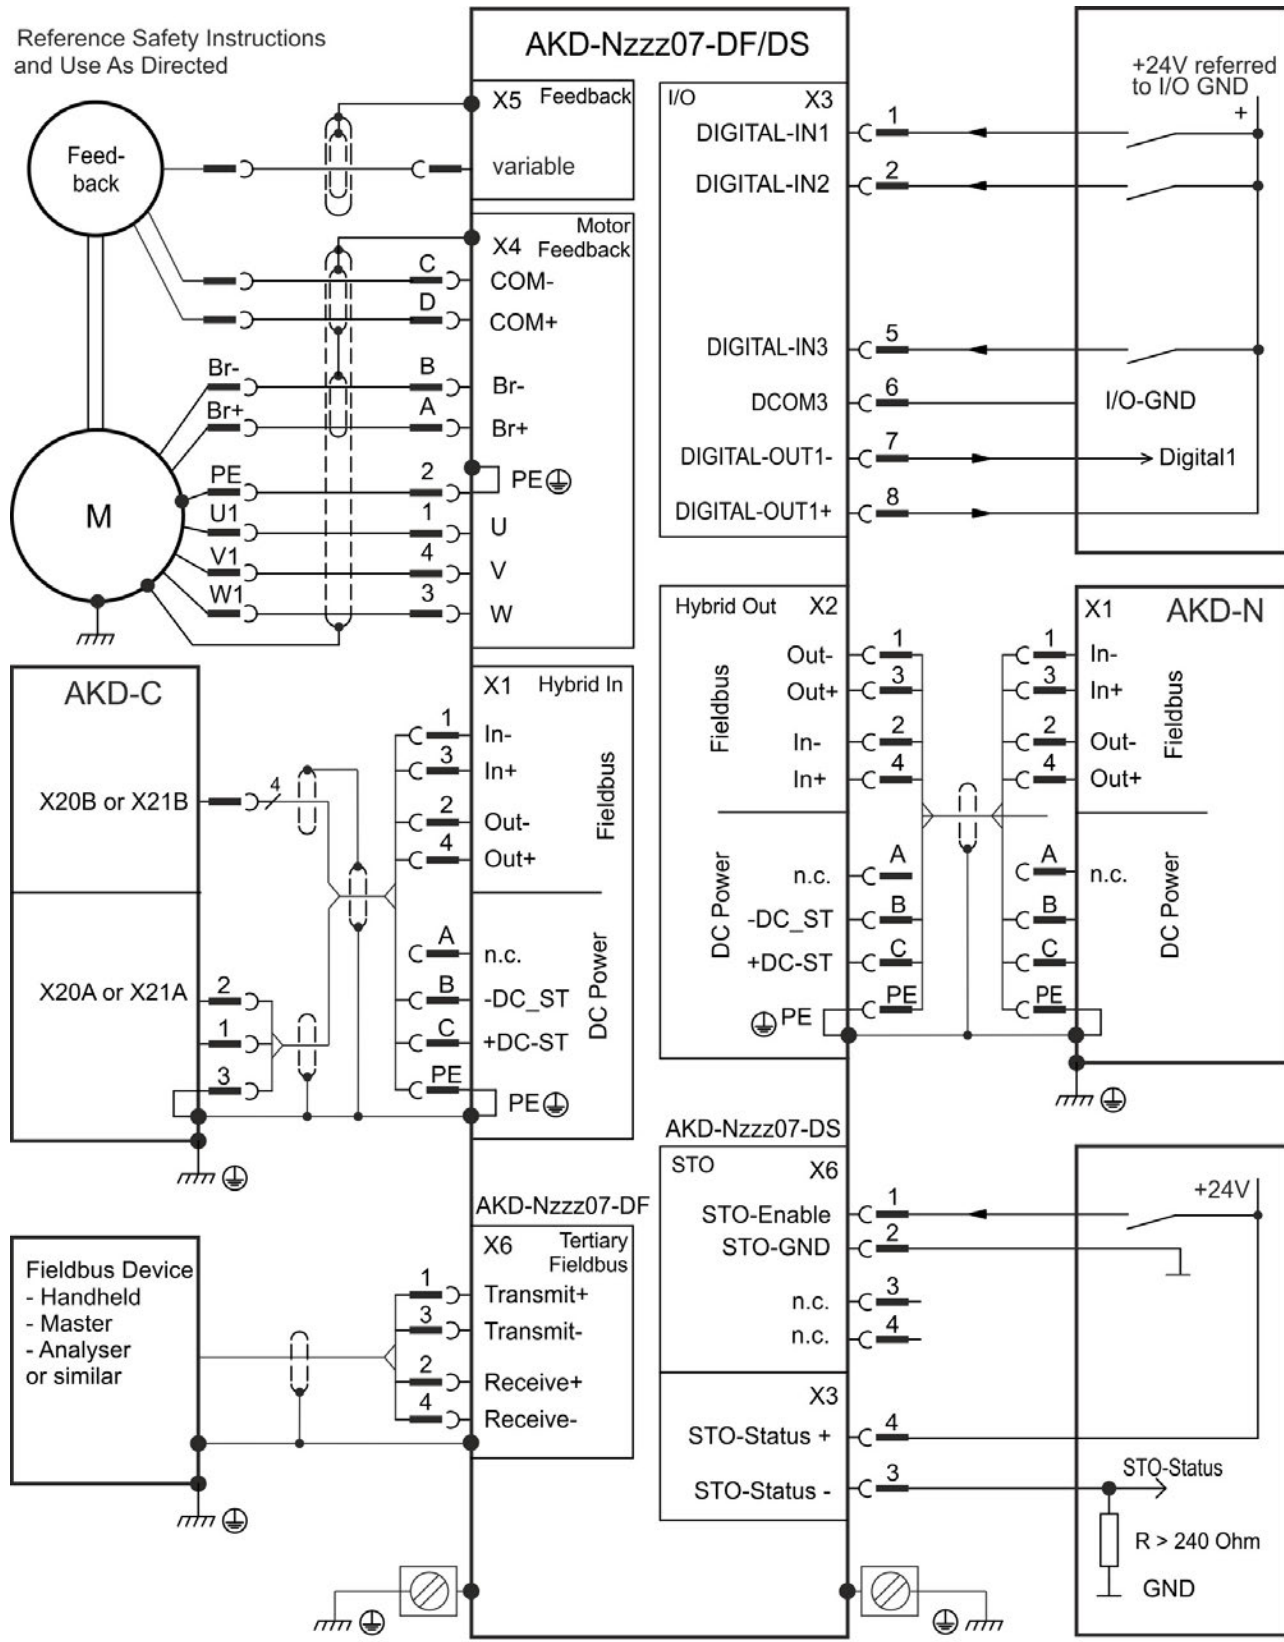 Reference Safety Instructions
and Use As Directed
AKD-Nzzz07-DF/DS
Feed-
back
X5 Feedback
variable
Motor
X4 Feedback
C
COM-
D
COM+
Br-
B
Br-
Br+
A
Br+
PE
2
PE
U1
1
U
V1
4
V
W1
3
W
M
I/O X3
+24V referred
to I/O GND
+
DIGITAL-IN1
1
DIGITAL-IN2
2
DIGITAL-IN3
5
DCOM3
6
I/O-GND
DIGITAL-OUT1-
7
Digital1
DIGITAL-OUT1+
8
AKD-C
X20B or X21B
4
X20A or X21A
2
1
3
X1 Hybrid In
1
In-
3
In+
2
Out-
4
Out+
Fieldbus
A
n.c.
B
-DC_ST
C
+DC-ST
PE
PE
DC Power
Hybrid Out X2
Fieldbus
Out-
1
Out+
3
In-
2
In+
4
DC Power
n.c.
A
-DC_ST
B
+DC-ST
C
PE
PE
X1 AKD-N
1
In-
3
In+
2
Out-
4
Out+
Fieldbus
A
n.c.
B
C
PE
DC Power
AKD-Nzzz07-DF
Fieldbus Device
- Handheld
- Master
- Analyser
or similar
X6 Tertiary
Fieldbus
1
Transmit+
3
Transmit-
2
Receive+
4
Receive-
AKD-Nzzz07-DS
STO X6
STO-Enable
1
STO-GND
2
n.c.
3
n.c.
4
+24V
X3
STO-Status +
4
STO-Status -
3
STO-Status
R > 240 Ohm
GND